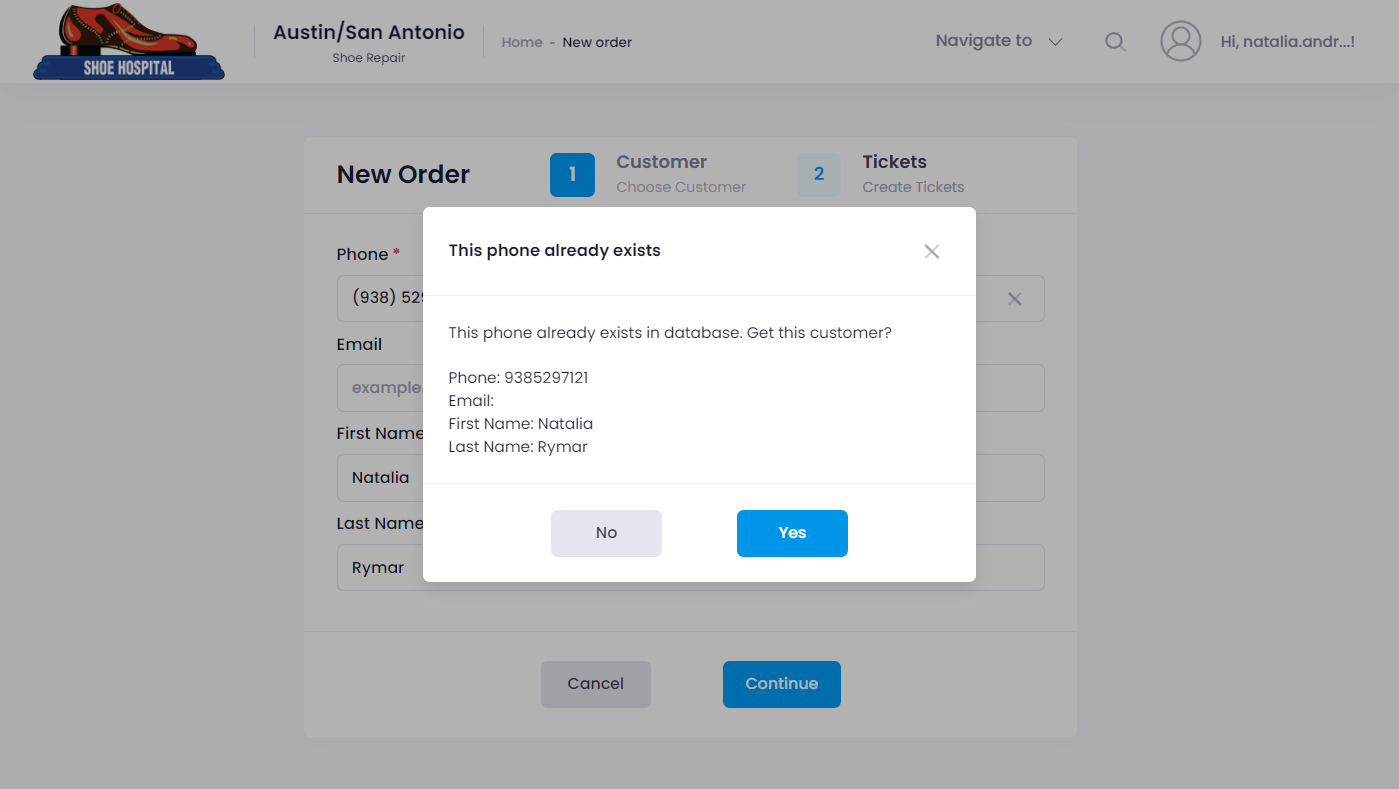 SHOE HOSPITAL
Austin/San Antonio
Shoe Repair
Home - New order
Navigate to
Hi, natalia.andr...!
New Order
1
Customer
Choose Customer
2
Tickets
Create Tickets
Phone *
(938) 529
This phone already exists
This phone already exists in database. Get this customer?
Phone: 9385297121
Email:
First Name: Natalia
Last Name: Rymar
No
Yes
Email
example
First Name
Natalia
Last Name
Rymar
Cancel
Continue